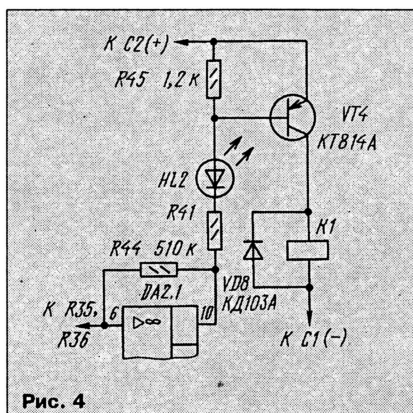 К С2(+)
R45 1,2 к
VT4
КТ814А
HL2
R41
К1
R44 510 к
DA2.1
VD8
КД103А
К R35,
R36
6
▷∞
10
К С1(–)
Рис. 4